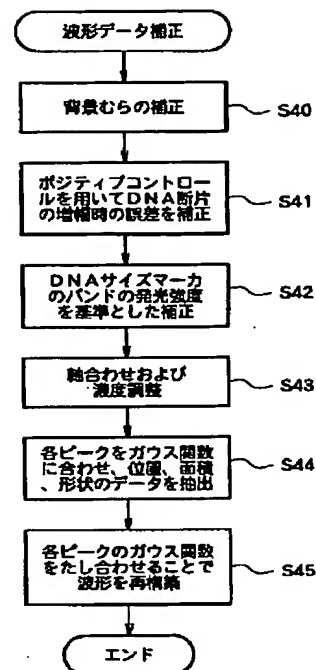 波形データ補正
背景むらの補正
S40
ポジティブコントロー
ルを用いてDNA断片
の増幅時の誤差を補正
S41
DNAサイズマーカ
のバンドの発光強度
を基準とした補正
S42
軸合わせおよび
濃度調整
S43
各ピークをガウス関数
に合わせ、位置、面積
、形状のデータを抽出
S44
各ピークのガウス関数
をたし合わせることで
波形を再構築
S45
エンド